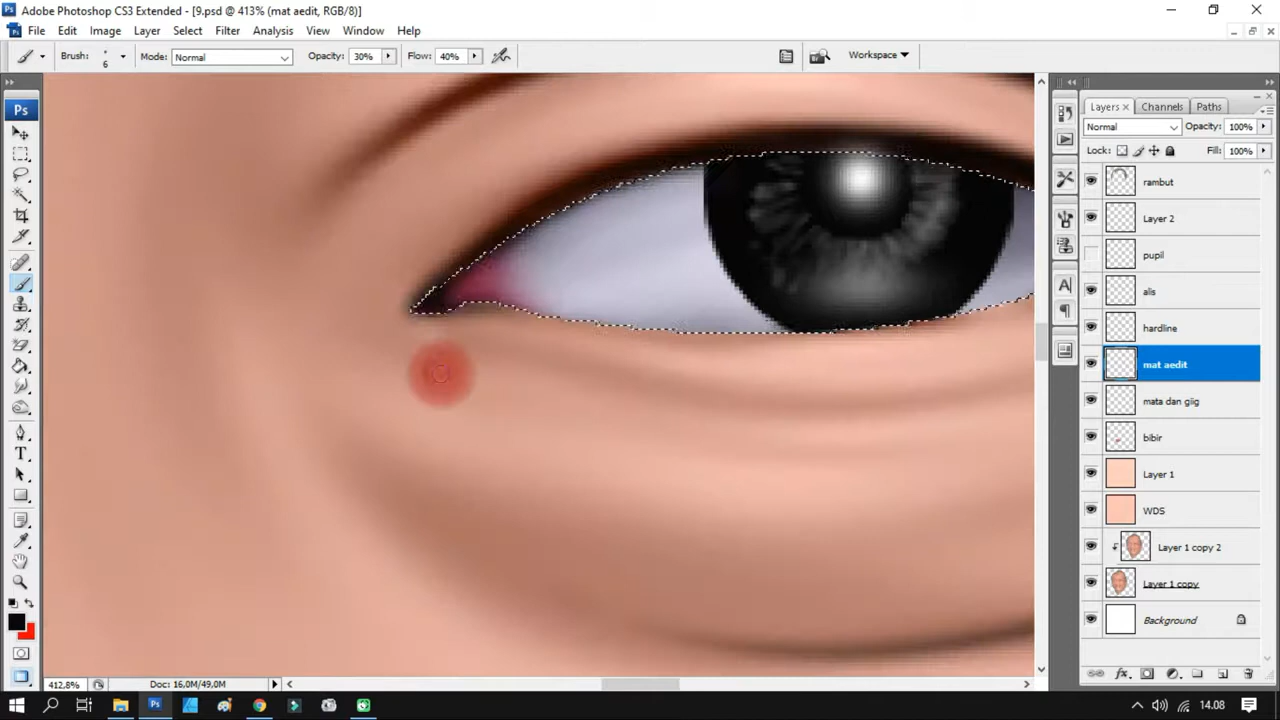 Adobe Photoshop CS3 Extended - [9.psd @ 413% (mat aedit, RGB/8)]
File Edit Image Layer Select Filter Analysis View Window Help
Brush: 6 Mode: Normal Opacity: 30% Flow: 40% Workspace
Ps
Layers x Channels Paths
Normal Opacity: 100%
Lock: Fill: 100%
rambut
Layer 2
pupil
alis
hardline
mat aedit
mata dan giig
bibir
Layer 1
WDS
Layer 1 copy 2
Layer 1 copy
Background
T
A
412,8% Doc: 16,0M/49,0M
Ps
14.08